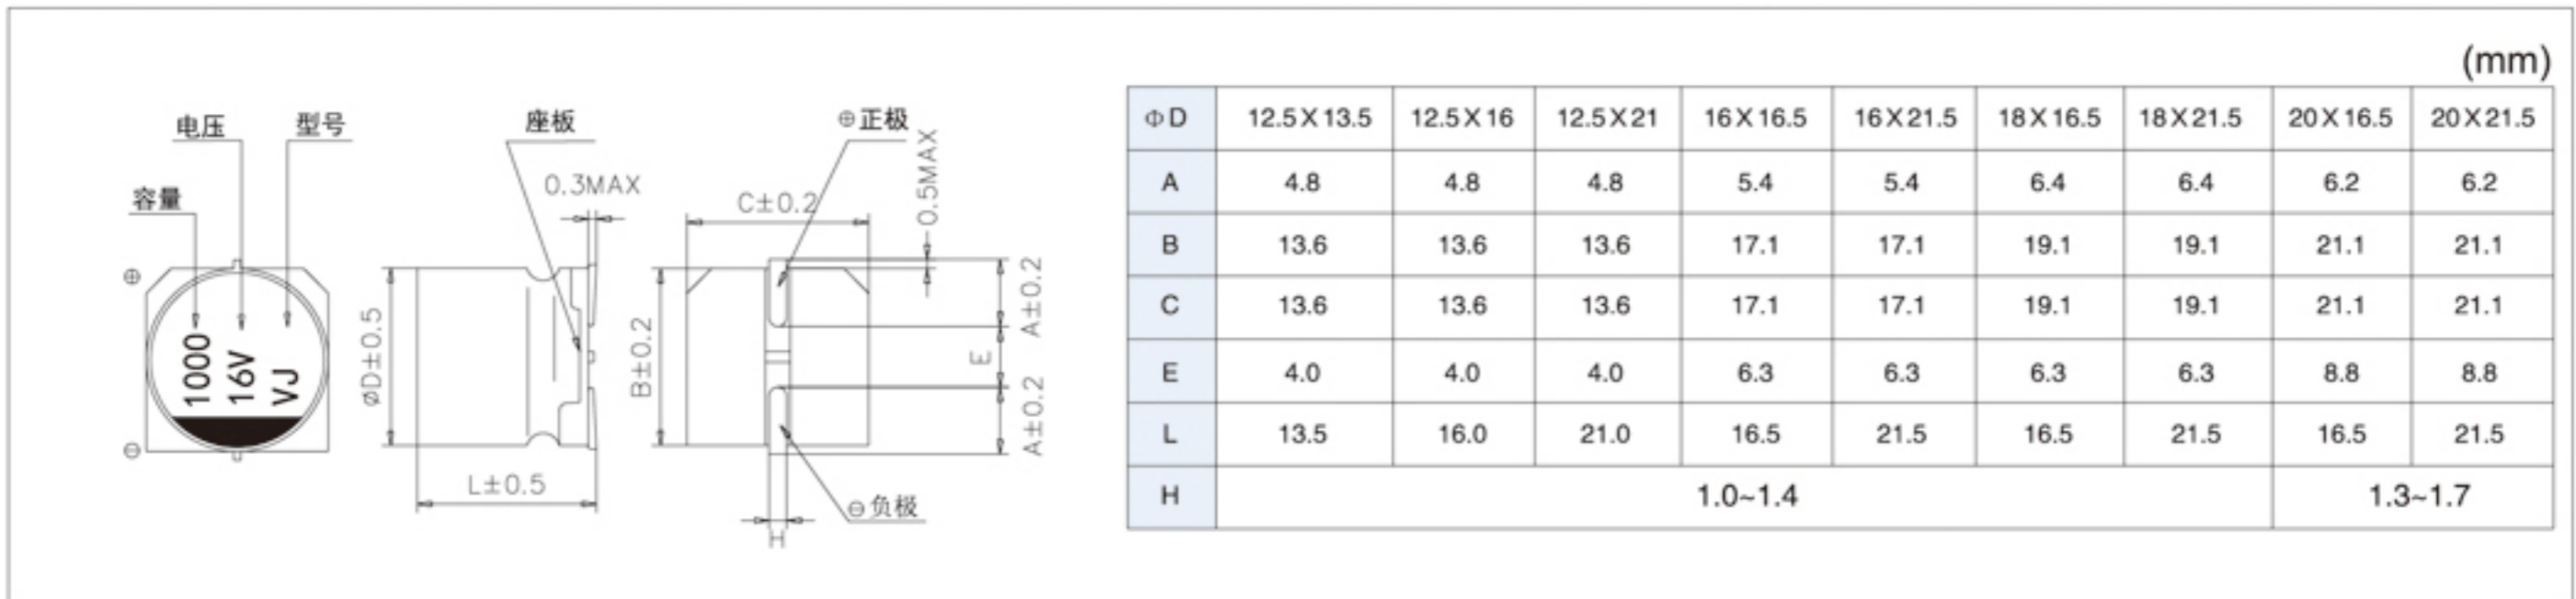 (mm)
电压
型号
座板
⊕正极
0.5MAX
0.3MAX
容量
C±0.2
⊕
1000
16V
VJ
⊖
ØD±0.5
L±0.5
B±0.2
A±0.2
E
A±0.2
⊖负极
H
ΦD 12.5X13.5 12.5X16 12.5X21 16X16.5 16X21.5 18X16.5 18X21.5 20X16.5 20X21.5
A 4.8 4.8 4.8 5.4 5.4 6.4 6.4 6.2 6.2
B 13.6 13.6 13.6 17.1 17.1 19.1 19.1 21.1 21.1
C 13.6 13.6 13.6 17.1 17.1 19.1 19.1 21.1 21.1
E 4.0 4.0 4.0 6.3 6.3 6.3 6.3 8.8 8.8
L 13.5 16.0 21.0 16.5 21.5 16.5 21.5 16.5 21.5
H 1.0~1.4 1.3~1.7